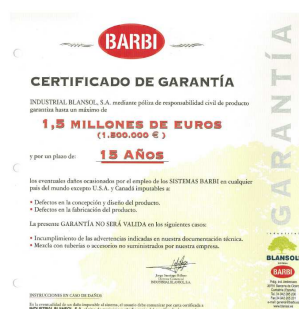 BARBI
CERTIFICADO DE GARANTÍA
INDUSTRIAL BLANSOL, S.A. mediante póliza de responsabilidad civil de producto
garantiza hasta un máximo de
1,5 MILLONES DE EUROS
(1.500.000 €)
y por un plazo de: 15 AÑOS
los eventuales daños ocasionados por el empleo de los SISTEMAS BARBI en cualquier
país del mundo excepto U.S.A. y Canadá imputables a:
• Defectos en la concepción y diseño del producto.
• Defectos en la fabricación del producto.
La presente GARANTÍA NO SERÁ VALIDA en los siguientes casos:
• Incumplimiento de las advertencias indicadas en nuestra documentación técnica.
• Mezcla con tuberías o accesorios no suministrados por nuestra empresa.
INDUSTRIAL BLANSOL, S.A.
INSTRUCCIONES EN CASO DE DAÑOS
GARANTÍA
BLANSOL
BARBI